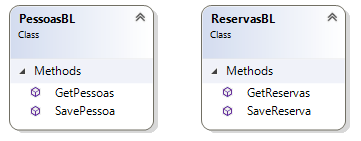 PessoasBL
Class
Methods
GetPessoas
SavePessoa
ReservasBL
Class
Methods
GetReservas
SaveReserva